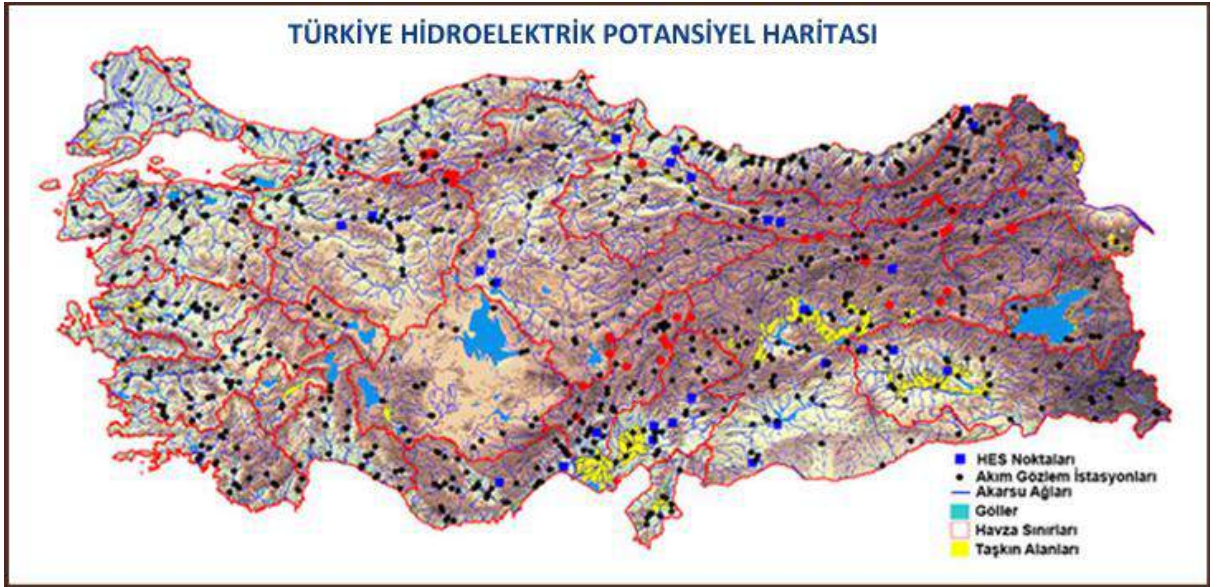 TÜRKİYE HİDROELEKTRİK POTANSİYEL HARİTASI
HES Noktaları
Akım Gözlem İstasyonları
Akarsu Ağları
Göller
Havza Sınırları
Taşkın Alanları